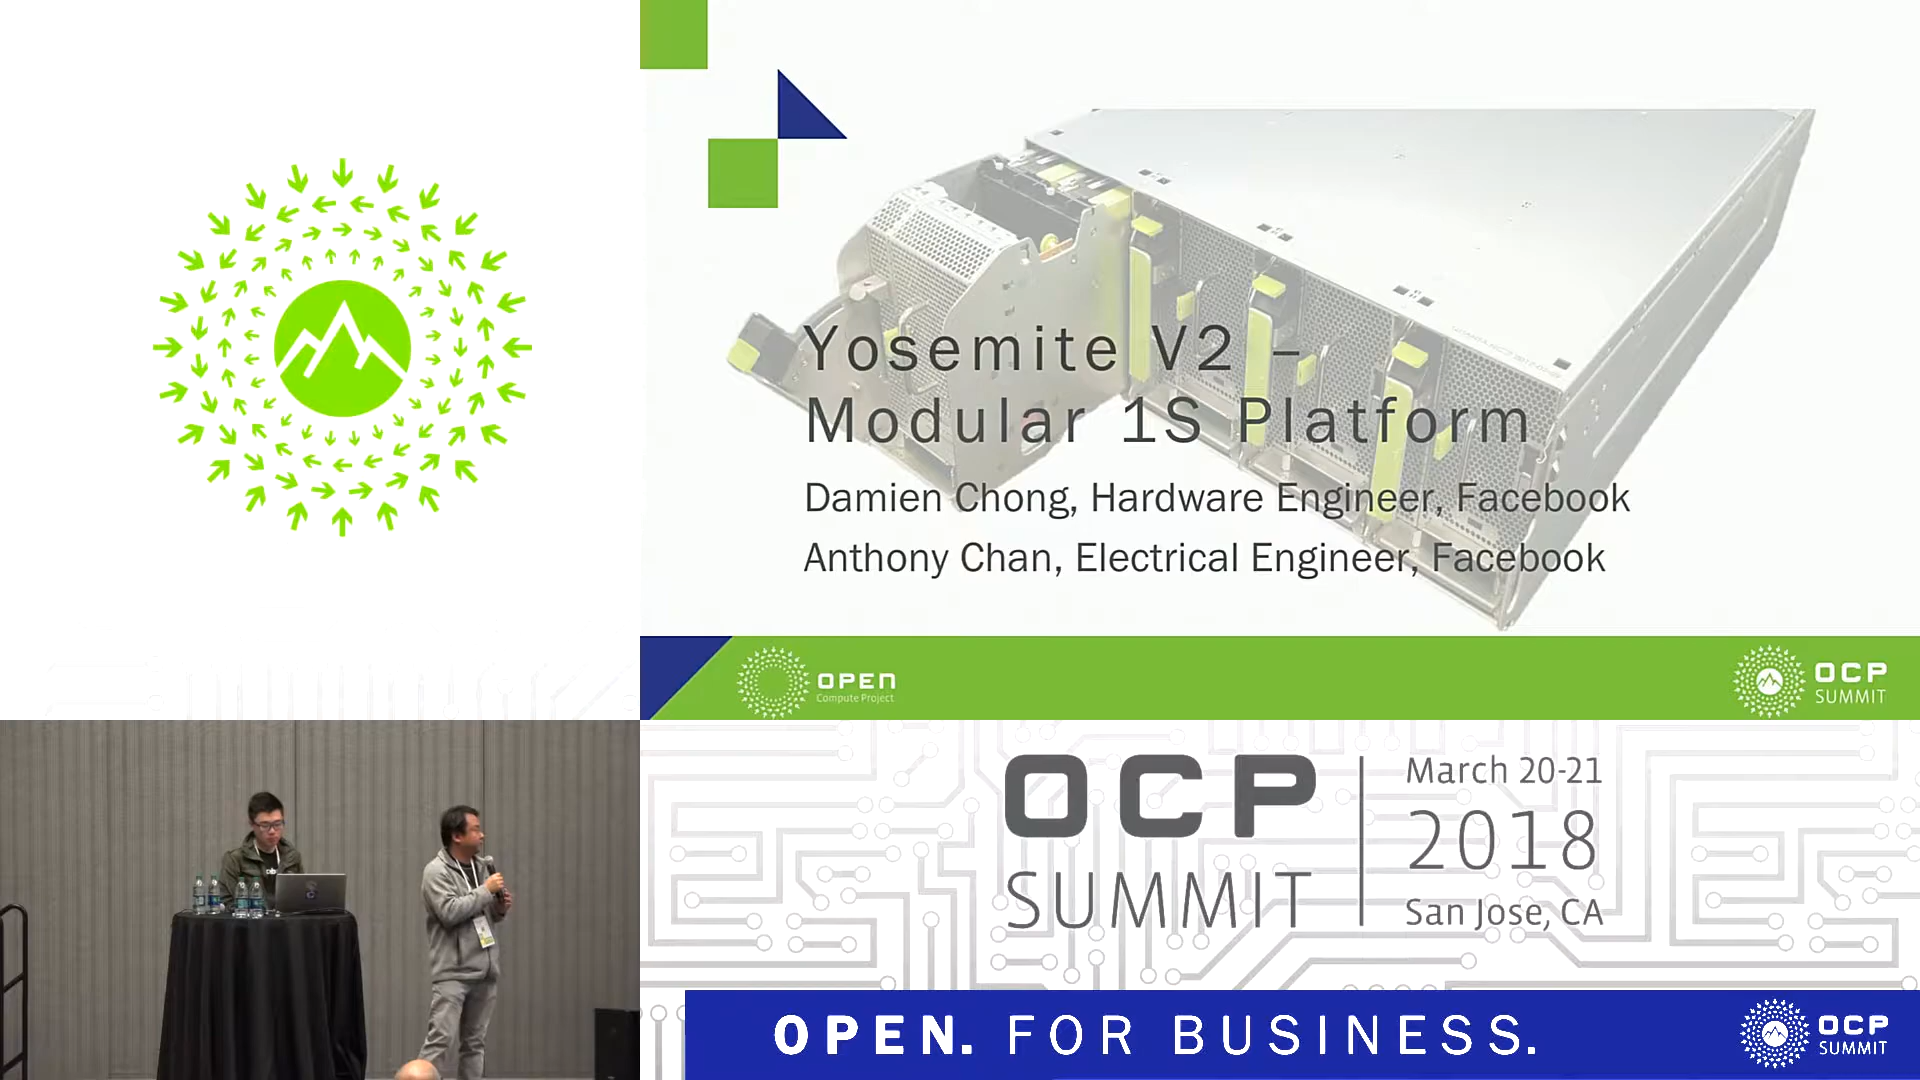 Yosemite V2 –
Modular 1S Platform
Damien Chong, Hardware Engineer, Facebook
Anthony Chan, Electrical Engineer, Facebook
OPEN
Compute Project
OCP
SUMMIT
OCP
SUMMIT
March 20-21
2018
San Jose, CA
OPEN. FOR BUSINESS.
OCP
SUMMIT